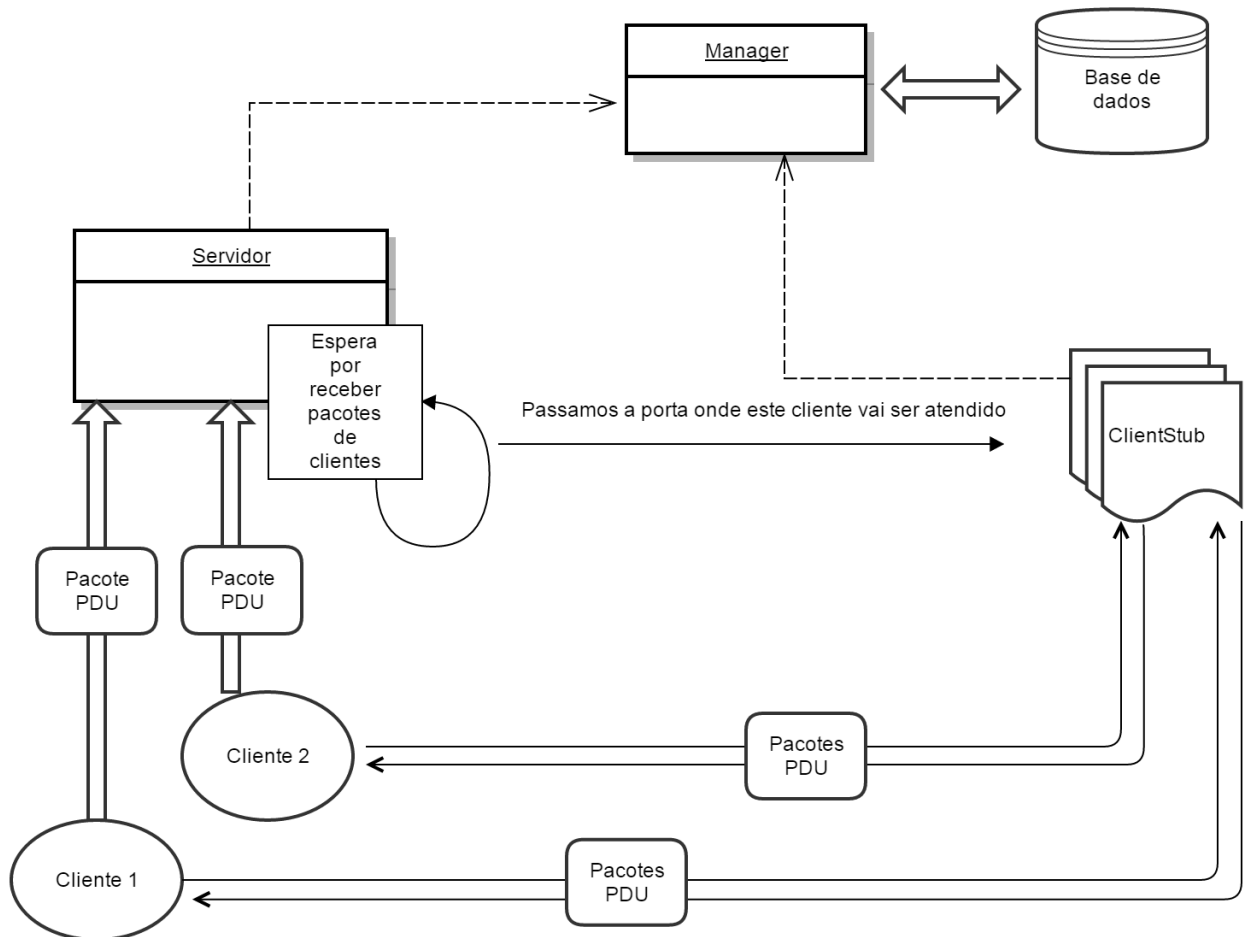 Manager
Base de
dados
Servidor
Espera
por
receber
pacotes
de
clientes
Passamos a porta onde este cliente vai ser atendido
ClientStub
Pacote
PDU
Pacote
PDU
Cliente 2
Pacotes
PDU
Cliente 1
Pacotes
PDU